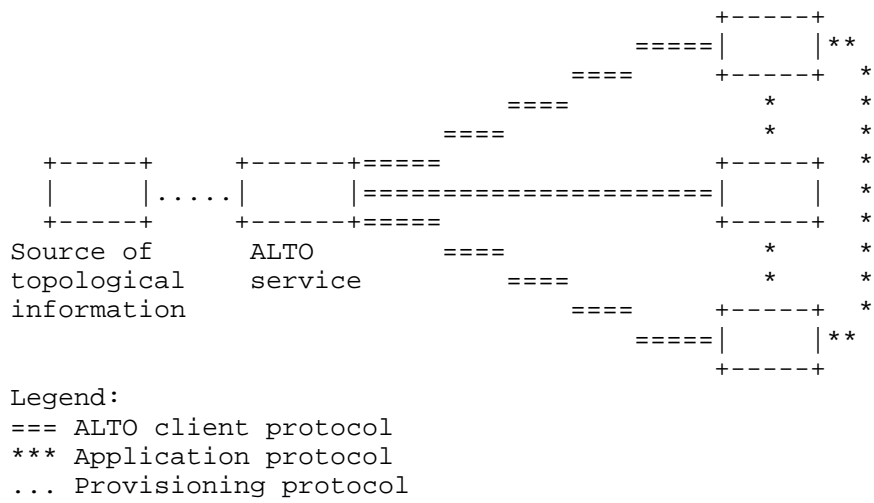 Source of ALTO
topological service
information
Legend:
=== ALTO client protocol
*** Application protocol
... Provisioning protocol